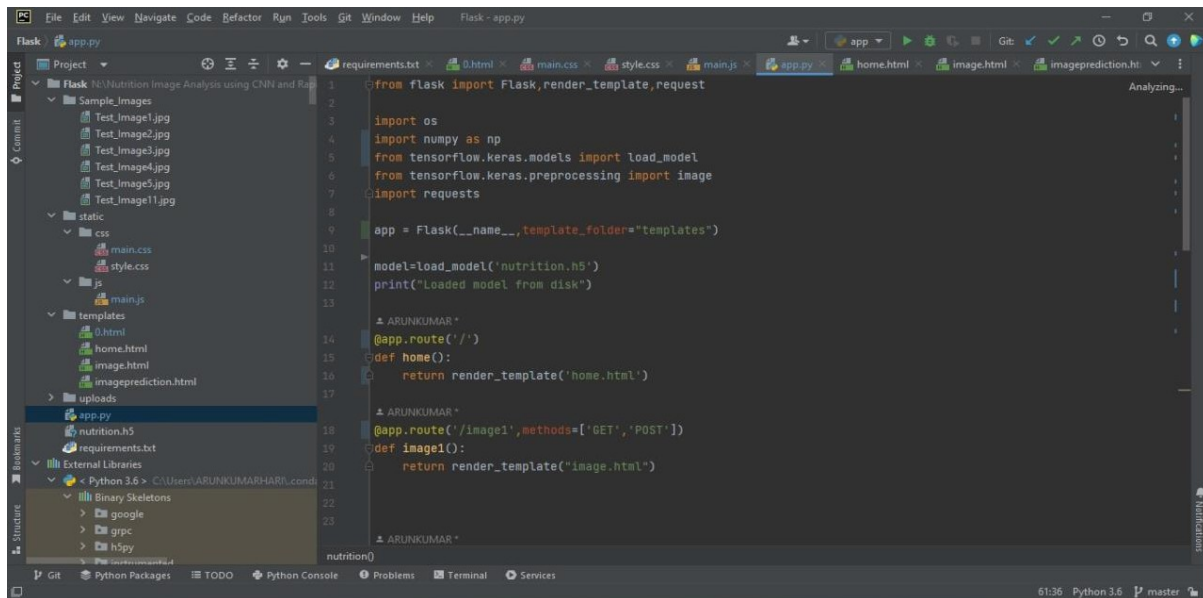 PC File Edit View Navigate Code Refactor Run Tools Git Window Help Flask - app.py
Flask app.py
app
Git:
Project
requirements.txt 0.html main.css style.css main.js app.py home.html image.html imageprediction.ht
Analyzing...
Project
Commit
Bookmarks
Structure
Notifications
Flask N:\Nutrition Image Analysis using CNN and Rap
Sample_Images
Test_Image1.jpg
Test_Image2.jpg
Test_Image3.jpg
Test_Image4.jpg
Test_Image5.jpg
Test_Image11.jpg
static
css
main.css
style.css
js
main.js
templates
0.html
home.html
image.html
imageprediction.html
uploads
app.py
nutrition.h5
requirements.txt
External Libraries
< Python 3.6 > C:\Users\ARUNKUMARHARI\.cond
Binary Skeletons
google
grpc
h5py
1 from flask import Flask,render_template,request
2
3 import os
4 import numpy as np
5 from tensorflow.keras.models import load_model
6 from tensorflow.keras.preprocessing import image
7 import requests
8
9 app = Flask(__name__,template_folder="templates")
10
11 model=load_model('nutrition.h5')
12 print("Loaded model from disk")
13
ARUNKUMAR *
14 @app.route('/')
15 def home():
16 return render_template('home.html')
17
ARUNKUMAR *
18 @app.route('/image1',methods=['GET','POST'])
19 def image1():
20 return render_template("image.html")
21
22
23
ARUNKUMAR *
nutrition()
Git Python Packages TODO Python Console Problems Terminal Services
61:36 Python 3.6 master